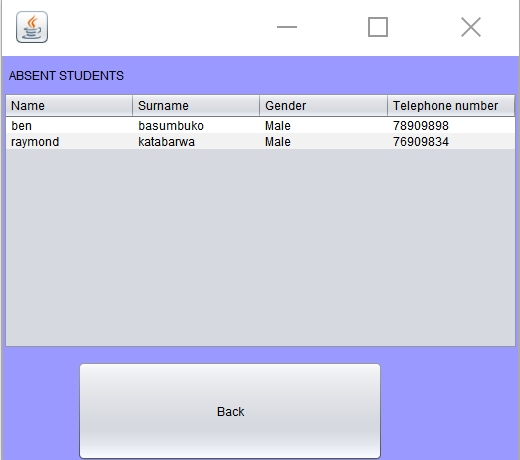 ABSENT STUDENTS
Name Surname Gender Telephone number
ben basumbuko Male 78909898
raymond katabarwa Male 76909834
Back